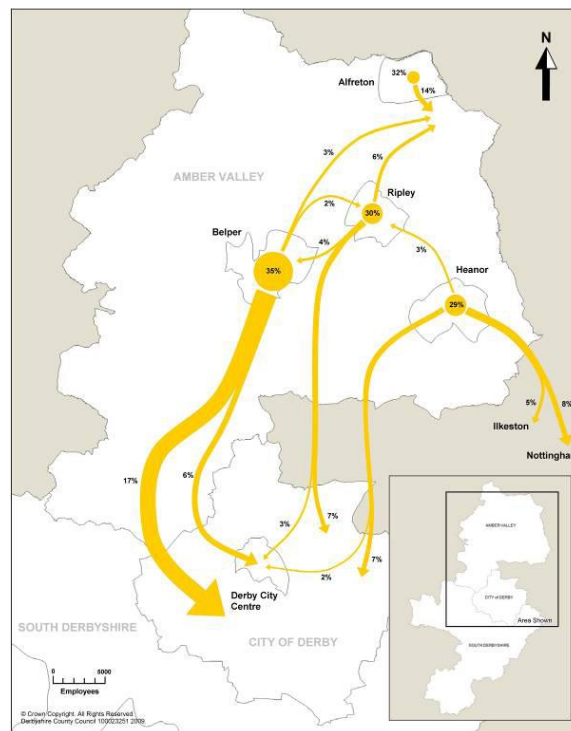 N
Alfreton
32%
14%
3%
6%
AMBER VALLEY
Ripley
2%
30%
Belper
4%
3%
Heanor
35%
29%
5%
8%
Ilkeston
Nottingha
17%
6%
3%
7%
2%
7%
Derby City
Centre
SOUTH DERBYSHIRE
CITY OF DERBY
0
6000
Employees
© Crown Copyright. All Rights Reserved
Derbyshire County Council 100023251 2009
AMBER VALLEY
CITY OF DERBY
Area Shown
SOUTH DERBYSHIRE